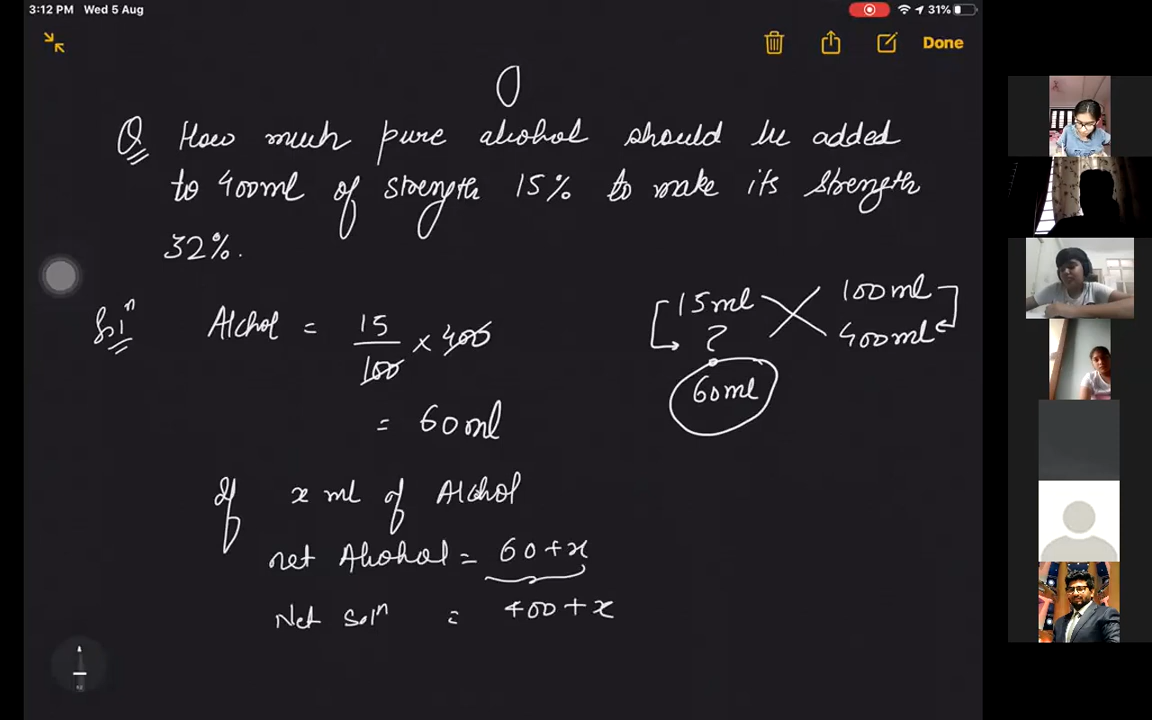 3:12 PM Wed 5 Aug
31%
Done
Q How much pure alcohol should be added
to 400ml of strength 15% to make its strength
32%.
Solⁿ Alchol = 15/100 × 400
= 60ml
15ml 100ml
? 400ml
60ml
If x ml of Alchol
net Alcohol = 60+x
Net Solⁿ = 400+x